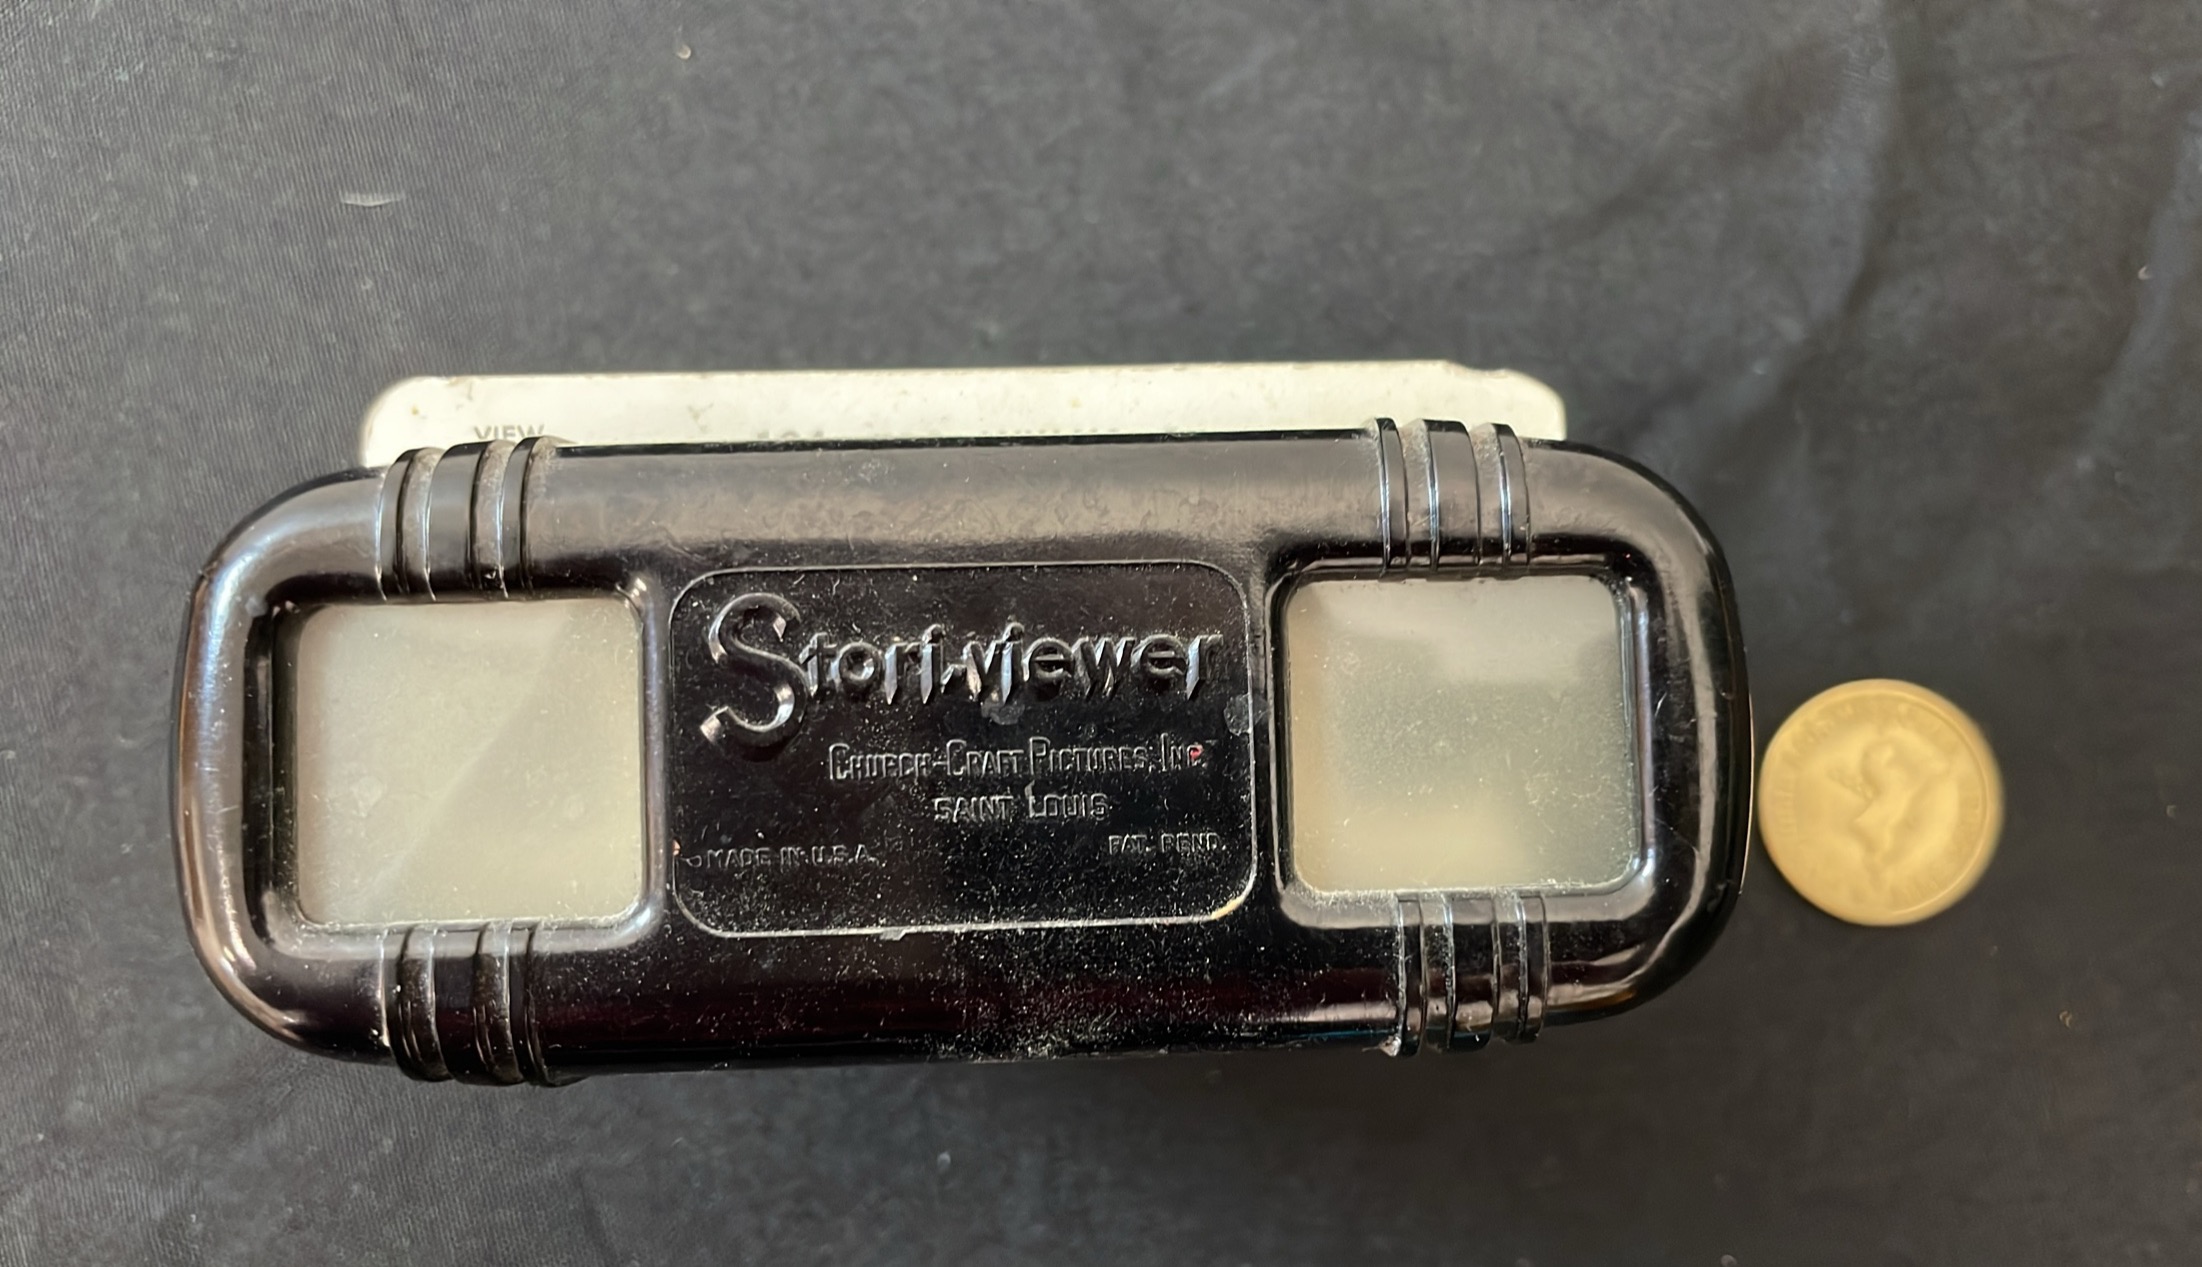 VIEW
Stori-viewer
CHURCH-CRAFT PICTURES, INC.
SAINT LOUIS
MADE IN U.S.A.
PAT. PEND.